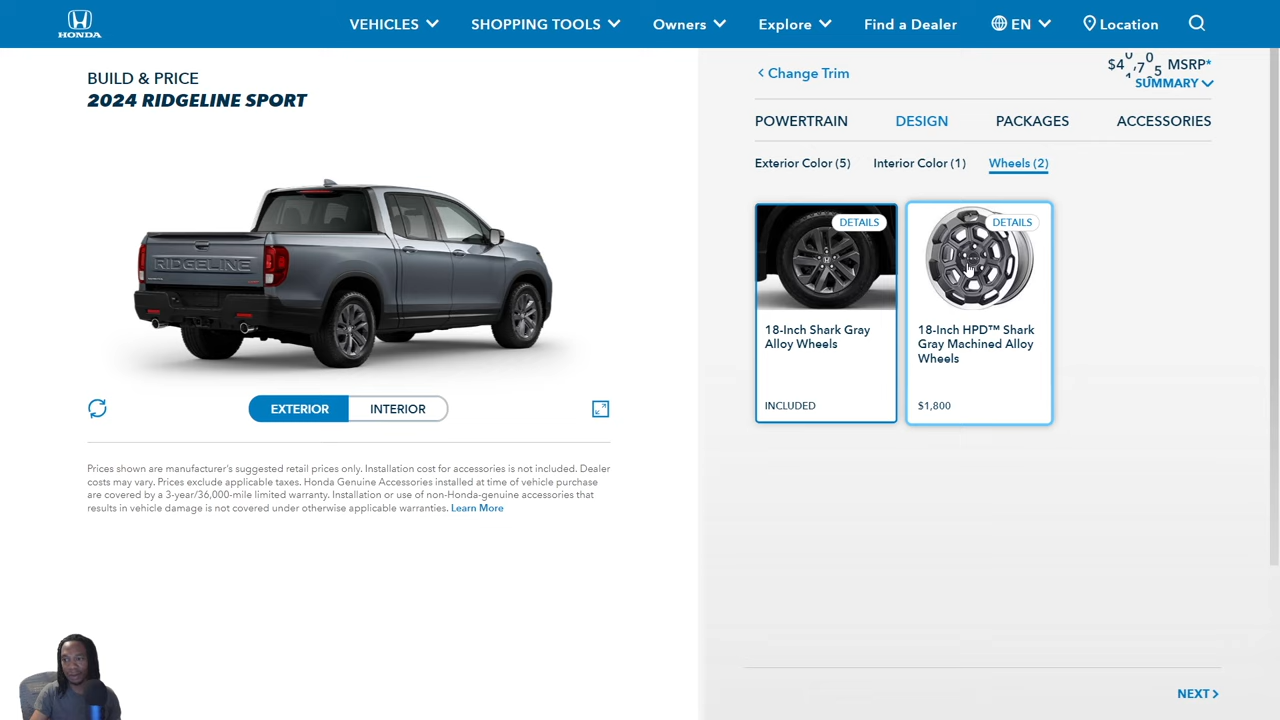 HONDA
VEHICLES
SHOPPING TOOLS
Owners
Explore
Find a Dealer
EN
Location
BUILD & PRICE
2024 RIDGELINE SPORT
Change Trim
MSRP*
SUMMARY
POWERTRAIN
DESIGN
PACKAGES
ACCESSORIES
Exterior Color (5)
Interior Color (1)
Wheels (2)
RIDGELINE
DETAILS
18-Inch Shark Gray
Alloy Wheels
INCLUDED
DETAILS
18-Inch HPD™ Shark
Gray Machined Alloy
Wheels
$1,800
EXTERIOR
INTERIOR
Prices shown are manufacturer's suggested retail prices only. Installation cost for accessories is not included. Dealer
costs may vary. Prices exclude applicable taxes. Honda Genuine Accessories installed at time of vehicle purchase
are covered by a 3-year/36,000-mile limited warranty. Installation or use of non-Honda-genuine accessories that
results in vehicle damage is not covered under otherwise applicable warranties. Learn More
NEXT